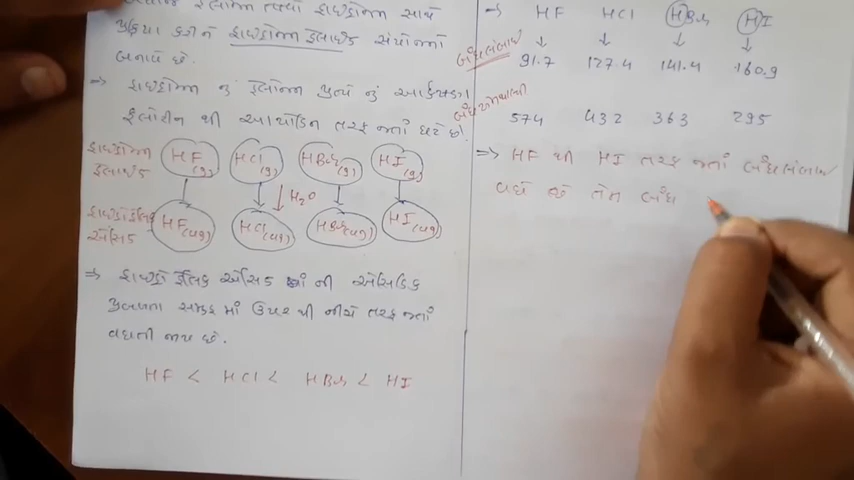 હેલોજન તત્વો હાઇડ્રોજન સાથે
પ્રક્રિયા કરીને હાઇડ્રોજન હેલાઇડ સંયોજનો
બનાવે છે.
⇒ હાઇડ્રોજન નું હેલોજન પ્રત્યે નું આકર્ષણ
ફ્લોરીન થી આયોડિન તરફ જતાં ઘટે છે.
હાઇડ્રોજન હેલાઇડ HF(g) HCl(g) HBr(g) HI(g)
↓ H2O
એસિડ HF(aq) HCl(aq) HBr(aq) HI(aq)
⇒ હાઇડ્રો હેલિક એસિડ ની એસિડિક
પ્રબળતા સમૂહ માં ઉપર થી નીચે તરફ જતાં
વધતી જાય છે.
HF < HCl < HBr < HI
⇒ HF HCl HBr HI
બંધલંબાઈ 91.7 127.4 141.4 160.9
574 432 363 295
⇒ HF થી HI તરફ જતાં બંધલંબાઈ
વધે છે તેમ બંધ